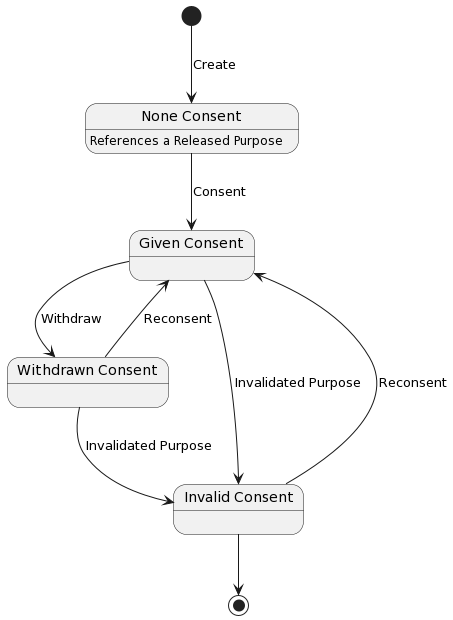 Create
None Consent
References a Released Purpose
Consent
Given Consent
Withdraw
Reconsent
Withdrawn Consent
Invalidated Purpose
Reconsent
Invalidated Purpose
Invalid Consent